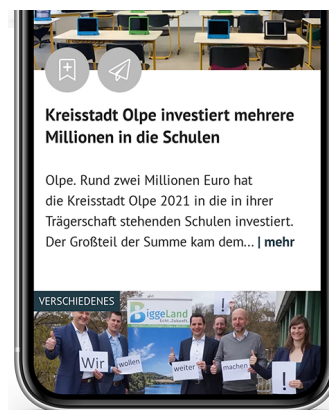 Kreisstadt Olpe investiert mehrere
Millionen in die Schulen
Olpe. Rund zwei Millionen Euro hat
die Kreisstadt Olpe 2021 in die in ihrer
Trägerschaft stehenden Schulen investiert.
Der Großteil der Summe kam dem... | mehr
VERSCHIEDENES
BiggeLand
Echt. Zukunft.
Wir
wollen
weiter
machen
!
!